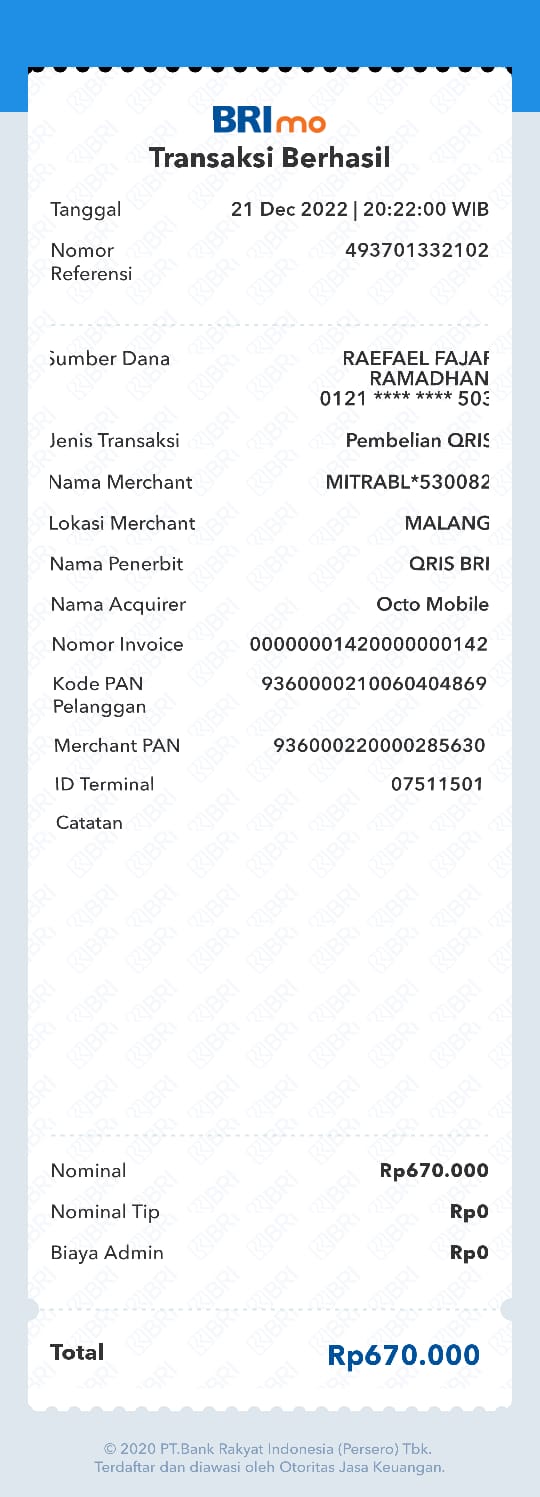 BRImo
Transaksi Berhasil
Tanggal 21 Dec 2022 | 20:22:00 WIB
Nomor 493701332102
Referensi
Sumber Dana RAEFAEL FAJAR
RAMADHAN
0121 **** **** 503
Jenis Transaksi Pembelian QRIS
Nama Merchant MITRABL*530082
Lokasi Merchant MALANG
Nama Penerbit QRIS BRI
Nama Acquirer Octo Mobile
Nomor Invoice 00000001420000000142
Kode PAN 9360000210060404869
Pelanggan
Merchant PAN 936000220000285630
ID Terminal 07511501
Catatan
Nominal Rp670.000
Nominal Tip Rp0
Biaya Admin Rp0
Total Rp670.000
© 2020 PT.Bank Rakyat Indonesia (Persero) Tbk.
Terdaftar dan diawasi oleh Otoritas Jasa Keuangan.